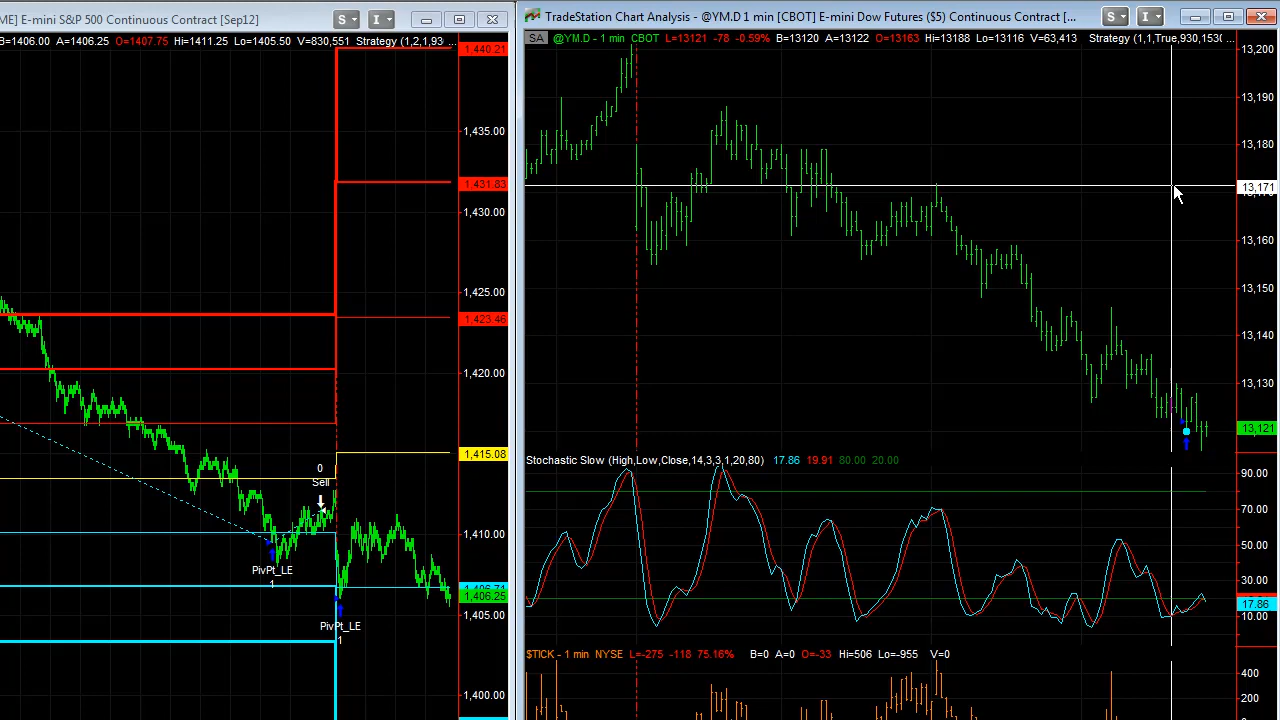 ME] E-mini S&P 500 Continuous Contract [Sep12]
S I
B=1406.00 A=1406.25 O=1407.75 Hi=1411.25 Lo=1405.50 V=830,551 Strategy (1,2,1,93 ...
1,440.21
1,435.00
1,431.83
1,430.00
1,425.00
1,423.46
1,420.00
1,415.08
1,410.00
1,406.25
1,405.00
1,400.00
0
Sell
PivPt_LE
1
PivPt_LE
1
TradeStation Chart Analysis - @YM.D 1 min [CBOT] E-mini Dow Futures ($5) Continuous Contract [...
S I
SA @YM.D - 1 min CBOT L=13121 -78 -0.59% B=13120 A=13122 O=13163 Hi=13188 Lo=13116 V=63,413 Strategy (1,1,True,930,1530 ...
13,200
13,190
13,180
13,171
13,160
13,150
13,140
13,130
13,121
Stochastic Slow (High,Low,Close,14,3,3,1,20,80) 17.86 19.91 80.00 20.00
90.00
70.00
50.00
30.00
17.86
10.00
$TICK - 1 min NYSE L=-275 -118 75.16% B=0 A=0 O=-33 Hi=506 Lo=-955 V=0
400
200